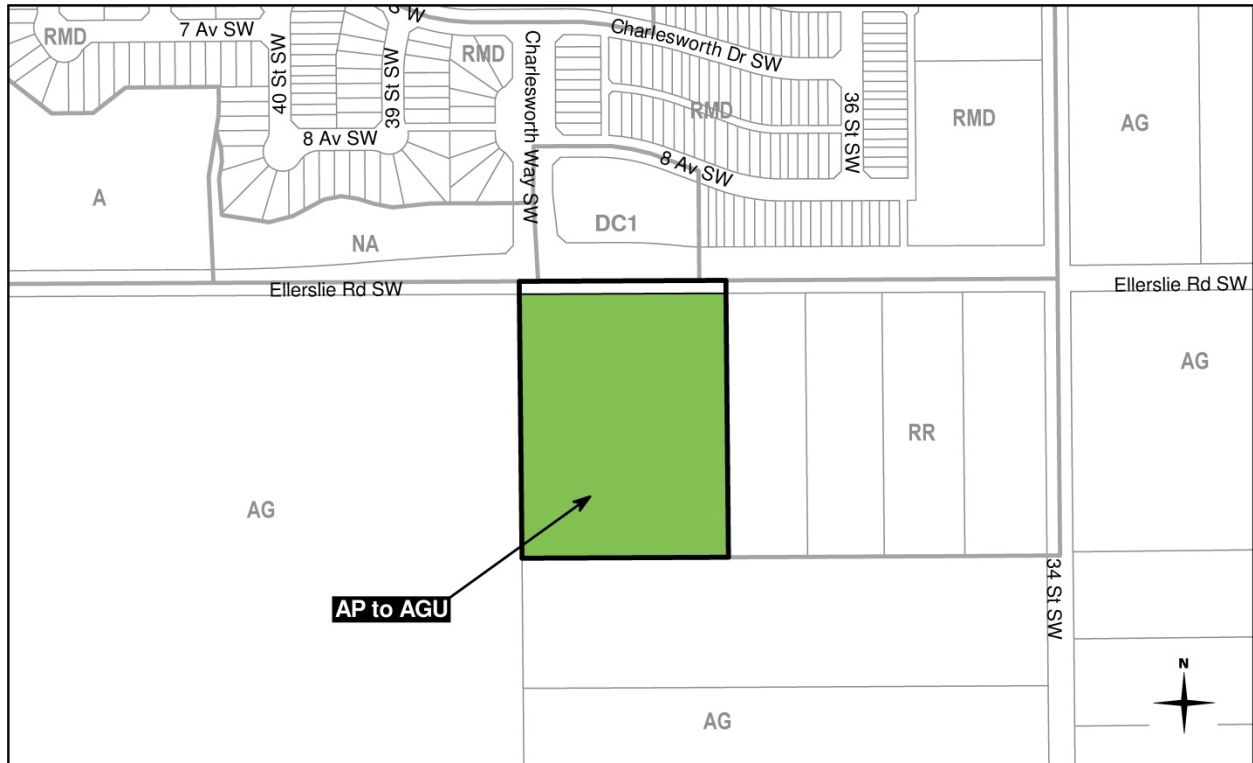 RMD
7 Av SW
40 St SW
39 St SW
W
RMD
Charlesworth Way SW
Charlesworth Dr SW
RMD
36 St SW
RMD
AG
8 Av SW
8 Av SW
A
NA
DC1
Ellerslie Rd SW
Ellerslie Rd SW
AG
RR
AG
AP to AGU
34 St SW
N
AG